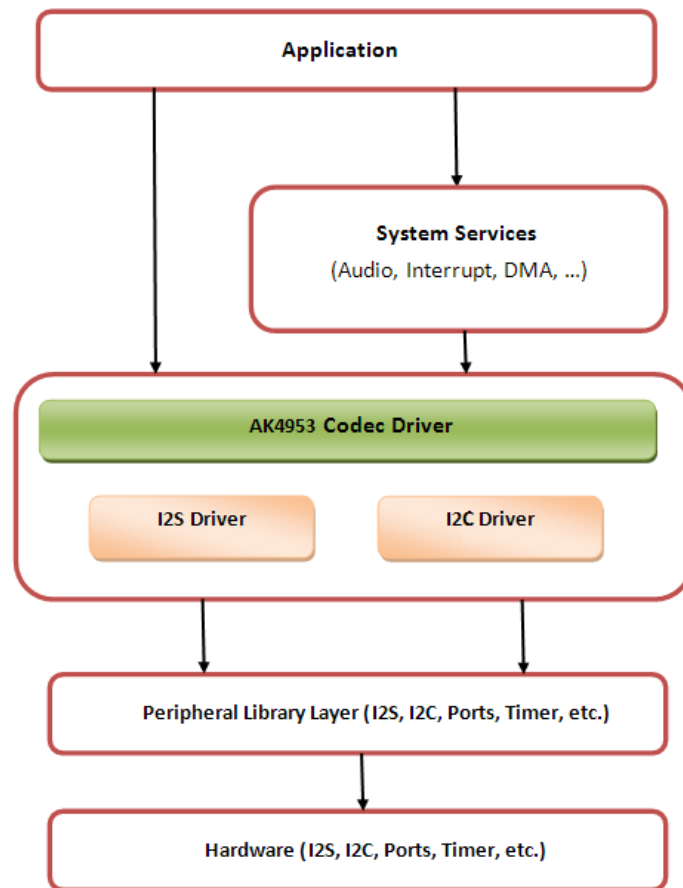 Application
System Services
(Audio, Interrupt, DMA, ...)
AK4953 Codec Driver
I2S Driver
I2C Driver
Peripheral Library Layer (I2S, I2C, Ports, Timer, etc.)
Hardware (I2S, I2C, Ports, Timer, etc.)